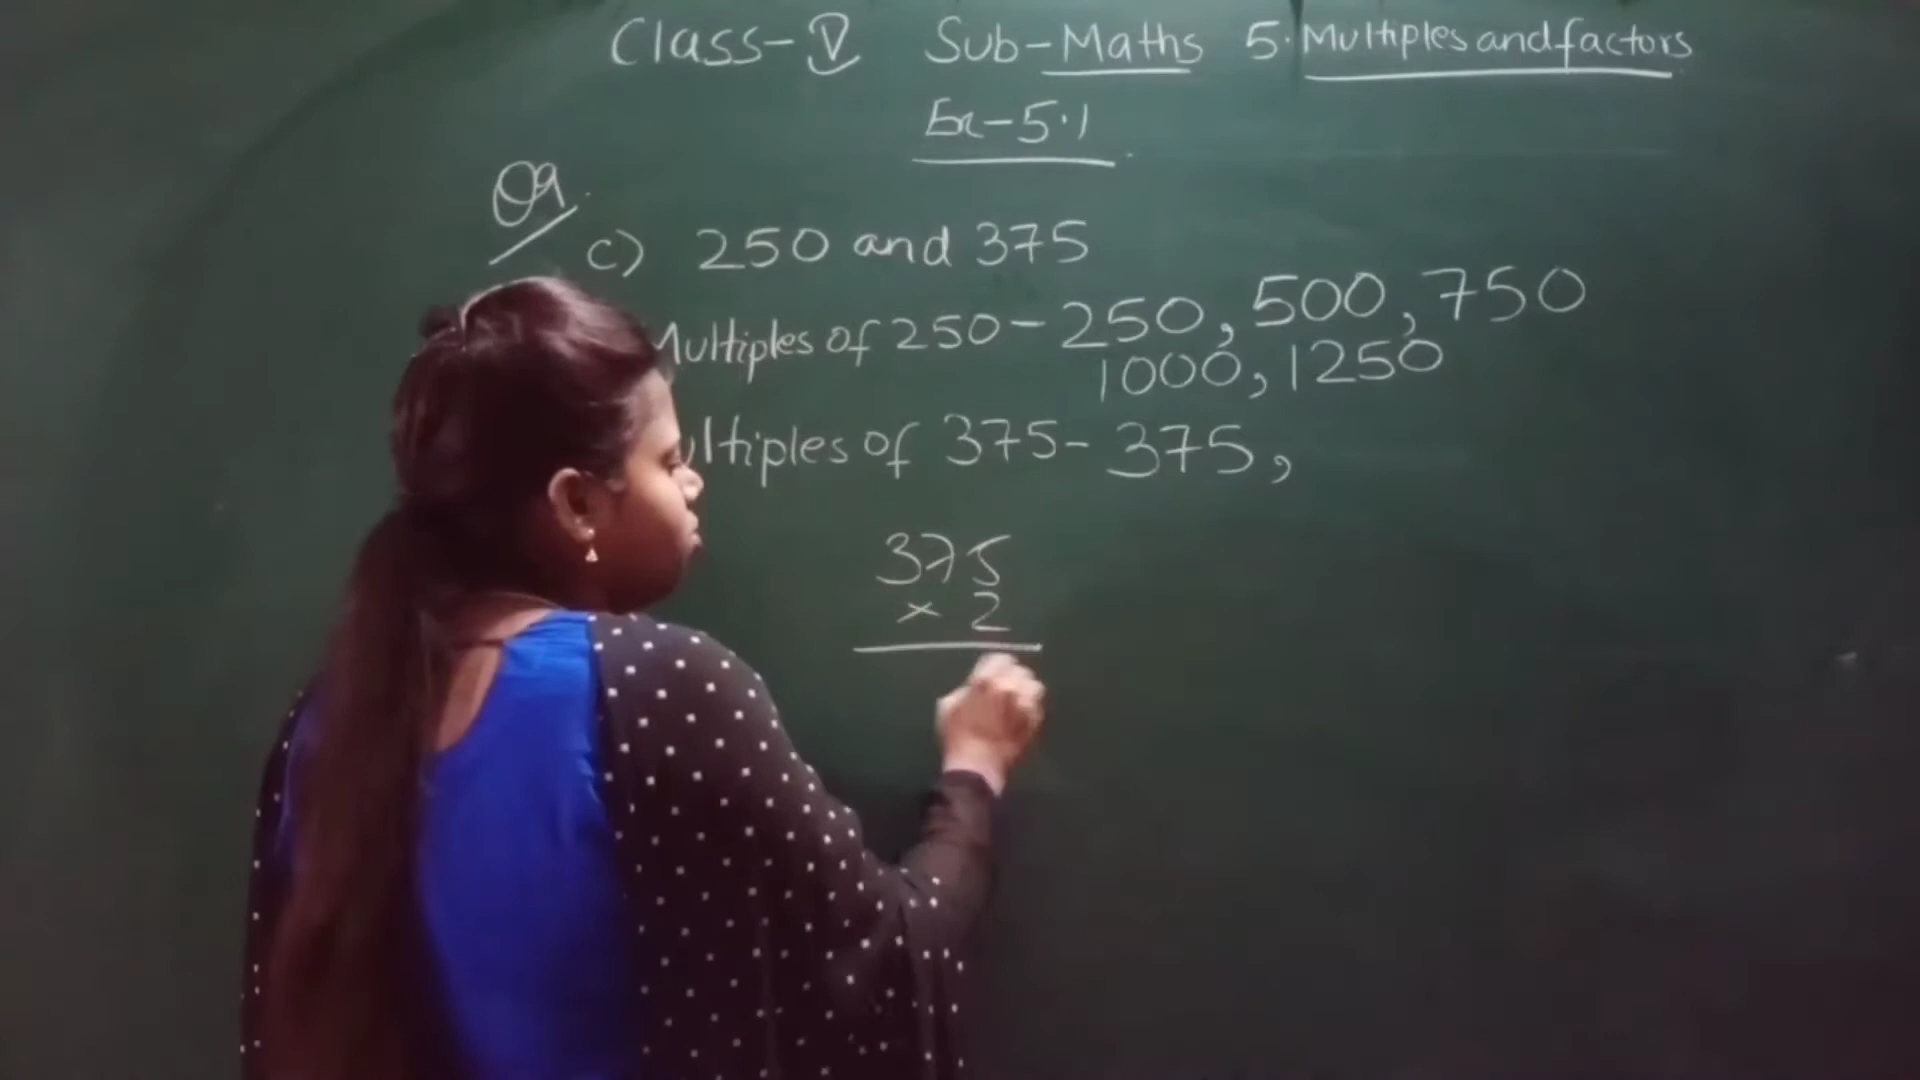 Class-V Sub-Maths 5. Multiples and factors
Ex-5.1
Q9.
c) 250 and 375
Multiples of 250- 250, 500, 750
1000, 1250
ultiples of 375- 375,
375
× 2